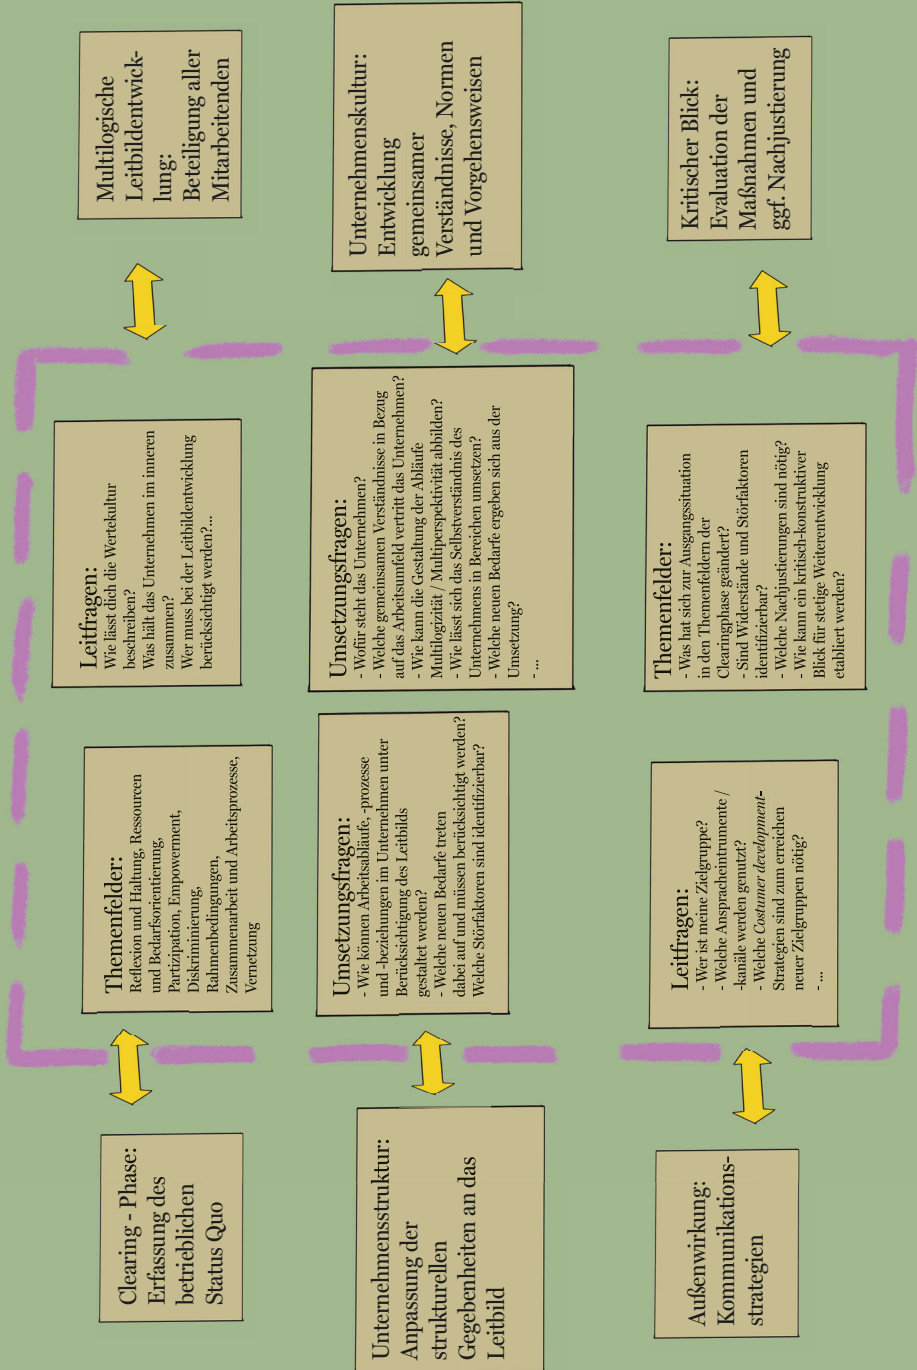 Clearing - Phase:
Erfassung des
betrieblichen
Status Quo
Themenfelder:
Reflexion und Haltung, Ressourcen
und Bedarfsorientierung,
Partizipation, Empowerment,
Diskriminierung,
Rahmenbedingungen,
Zusammenarbeit und Arbeitsprozesse,
Vernetzung
Leitfragen:
Wie lässt dich die Wertekultur
beschreiben?
Was hält das Unternehmen im inneren
zusammen?
Wer muss bei der Leitbildentwicklung
berücksichtigt werden?...
Multilogische
Leitbildentwick-
lung:
Beteiligung aller
Mitarbeitenden
Unternehmensstruktur:
Anpassung der
strukturellen
Gegebenheiten an das
Leitbild
Umsetzungsfragen:
- Wie können Arbeitsabläufe, -prozesse
und -beziehungen im Unternehmen unter
Berücksichtigung des Leitbilds
gestaltet werden?
- Welche neuen Bedarfe treten
dabei auf und müssen berücksichtigt werden?
Welche Störfaktoren sind identifizierbar?
Umsetzungsfragen:
- Wofür steht das Unternehmen?
- Welche gemeinsamen Verständnisse in Bezug
auf das Arbeitsumfeld vertritt das Unternehmen?
- Wie kann die Gestaltung der Abläufe
Multilogizität / Multiperspektivität abbilden?
- Wie lässt sich das Selbstverständnis des
Unternehmens in Bereichen umsetzen?
- Welche neuen Bedarfe ergeben sich aus der
Umsetzung?
- ...
Unternehmenskultur:
Entwicklung
gemeinsamer
Verständnisse, Normen
und Vorgehensweisen
Außenwirkung:
Kommunikations-
strategien
Leitfragen:
- Wer ist meine Zielgruppe?
- Welche Anspracheintrumente /
-kanäle werden genutzt?
- Welche Costumer development-
Strategien sind zum erreichen
neuer Zielgruppen nötig?
- ...
Themenfelder:
- Was hat sich zur Ausgangssituation
in den Themenfeldern der
Clearingphase geändert?
- Sind Widerstände und Störfaktoren
identifizierbar?
- Welche Nachjustierungen sind nötig?
- Wie kann ein kritisch-konstruktiver
Blick für stetige Weiterentwicklung
etabliert werden?
Kritischer Blick:
Evaluation der
Maßnahmen und
ggf. Nachjustierung